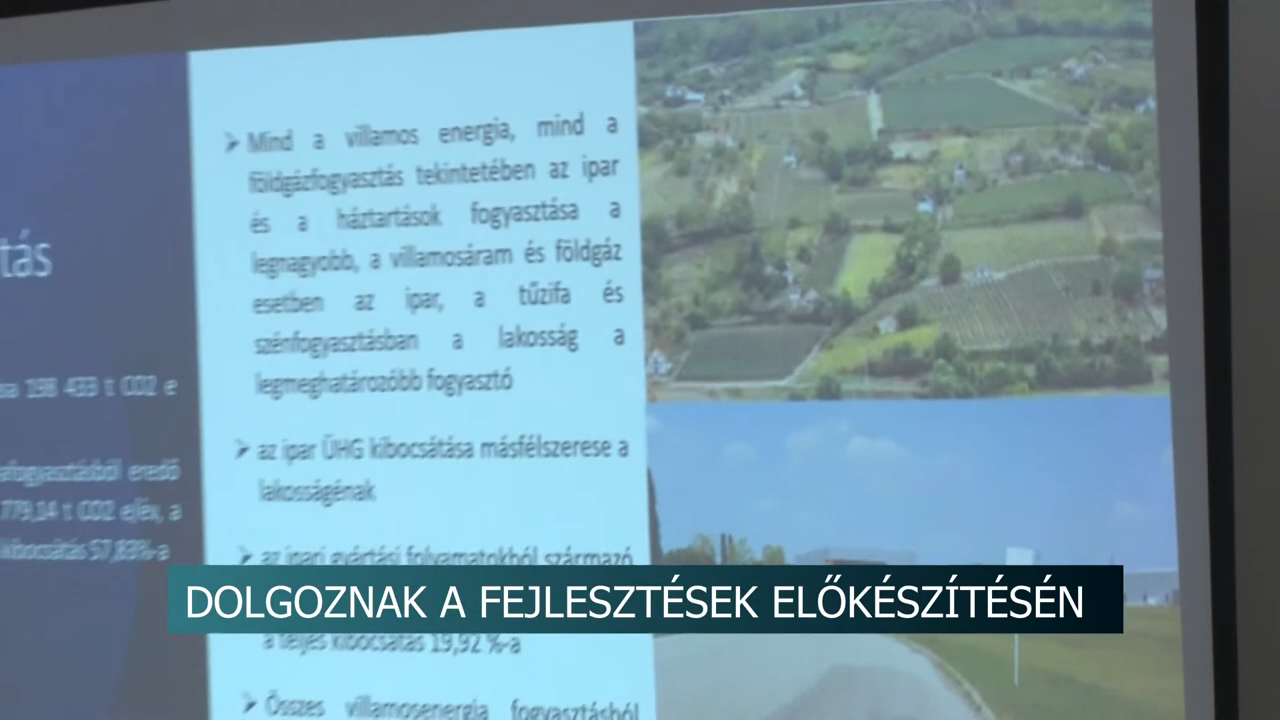 tás
198 433 t CO2 e
eredő
779,14 t CO2 e/év, a
kibocsátás 57,83%-a
➢ Mind a villamos energia, mind a
földgázfogyasztás tekintetében az ipar
és a háztartások fogyasztása a
legnagyobb, a villamosáram és földgáz
esetben az ipar, a tűzifa és
szénfogyasztásban a lakosság a
legmeghatározóbb fogyasztó
➢ az ipar ÜHG kibocsátása másfélszerese a
lakosságénak
➢ az ipari gyártási folyamatokból származó
a teljes kibocsátás 19,92 %-a
➢ Összes villamosenergia fogyasztásból
DOLGOZNAK A FEJLESZTÉSEK ELŐKÉSZÍTÉSÉN